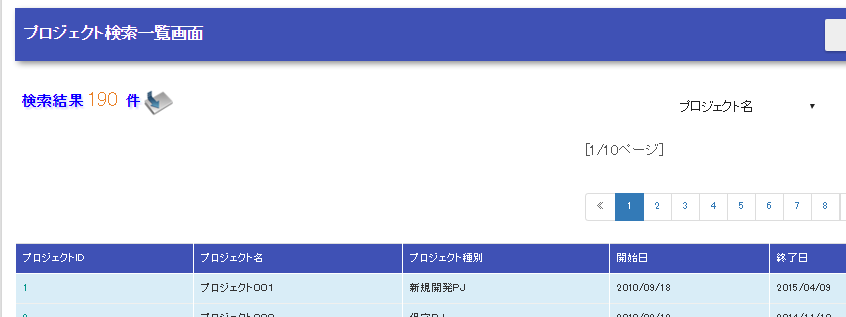 プロジェクト検索一覧画面
検索結果 190 件
プロジェクト名 ▼
[1/10ページ]
« 1 2 3 4 5 6 7 8
プロジェクトID プロジェクト名 プロジェクト種別 開始日 終了日
1 プロジェクト001 新規開発PJ 2010/09/18 2015/04/09